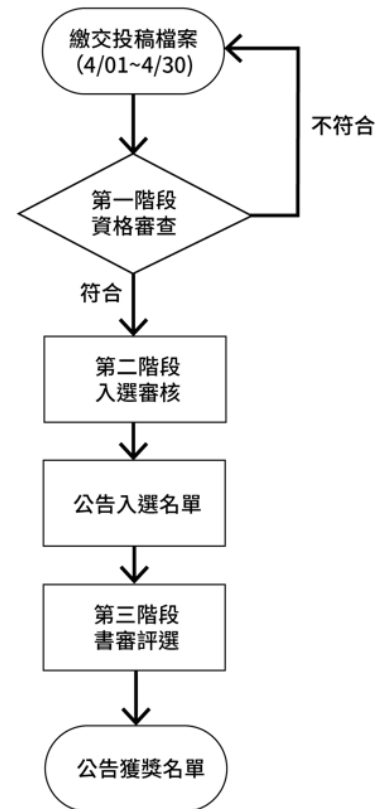 繳交投稿檔案
（4/01~4/30)
不符合
第一階段
資格審查
符合
第二階段
入選審核
公告入選名單
第三階段
書審評選
公告獲獎名單